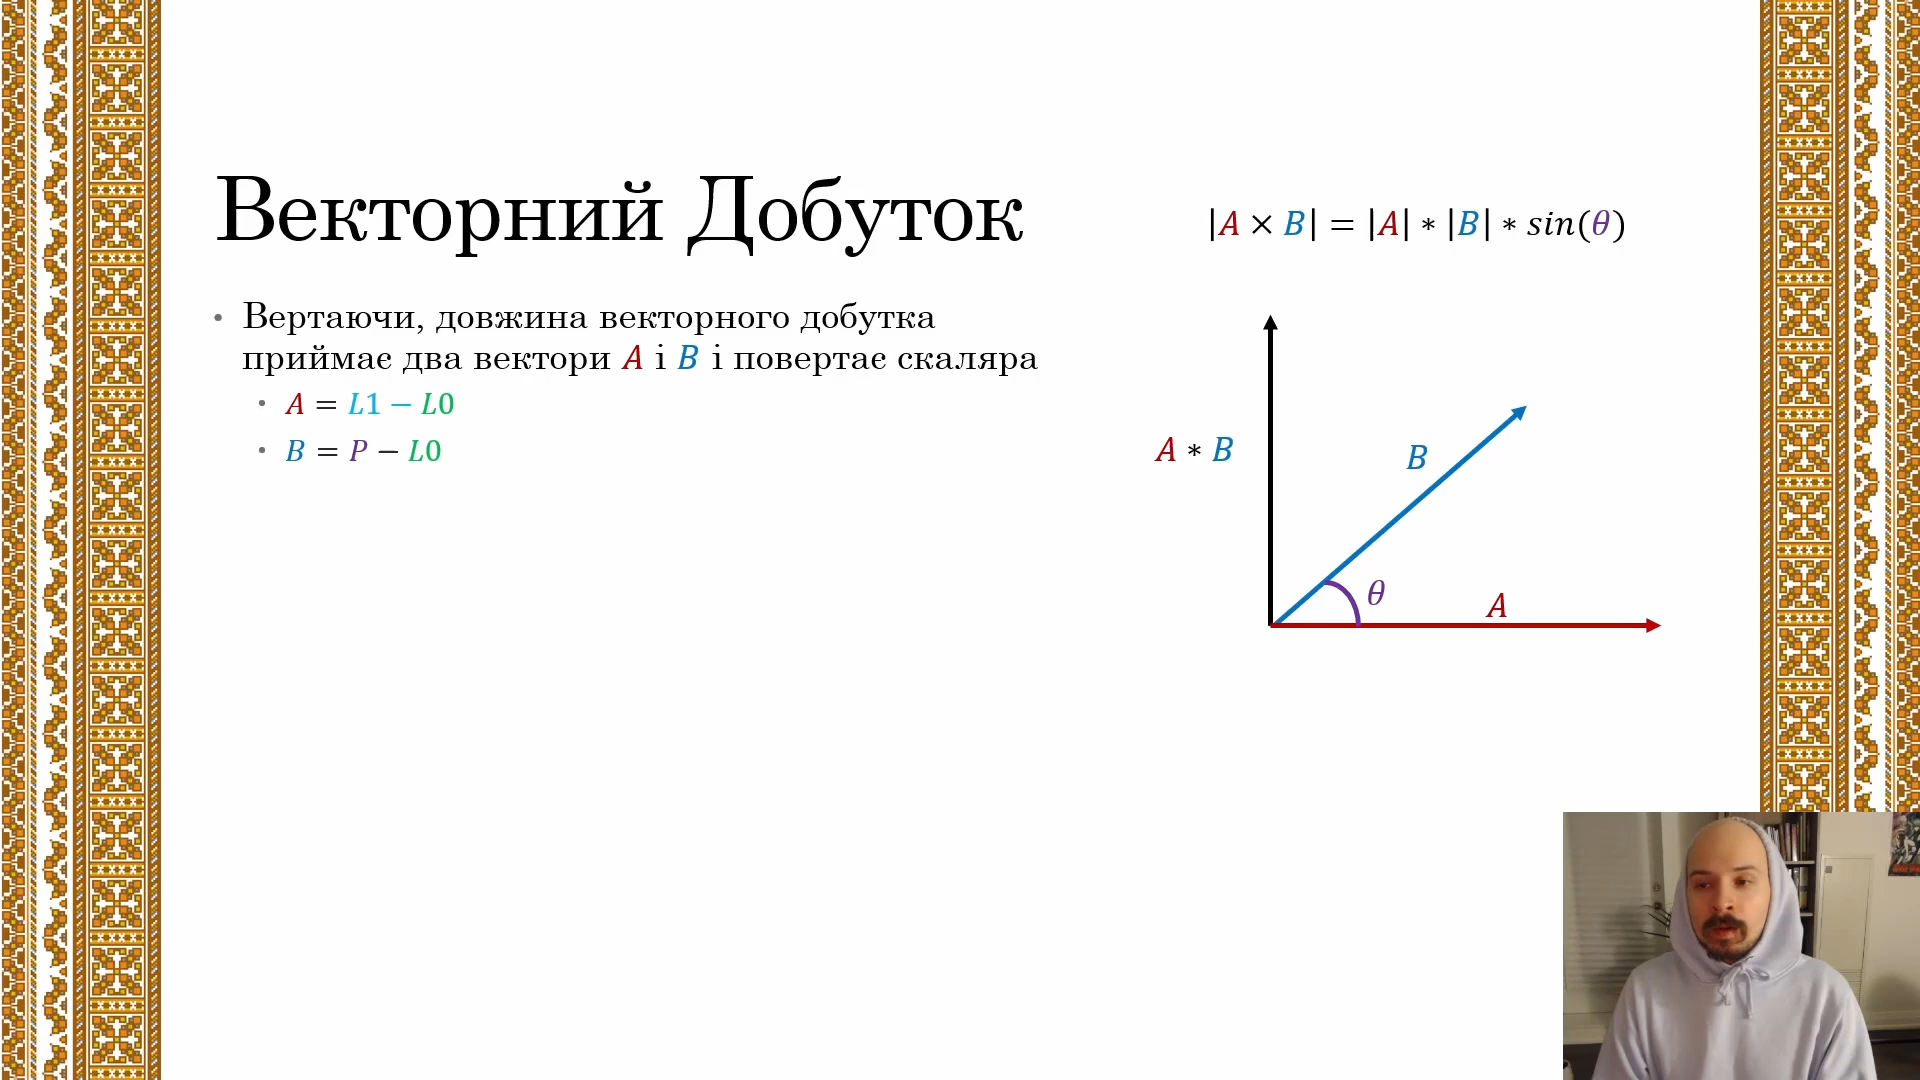 Векторний Добуток
|A × B| = |A| * |B| * sin(θ)
• Вертаючи, довжина векторного добутка
приймає два вектори A і B і повертає скаляра
• A = L1 − L0
• B = P − L0
A * B
B
θ
A